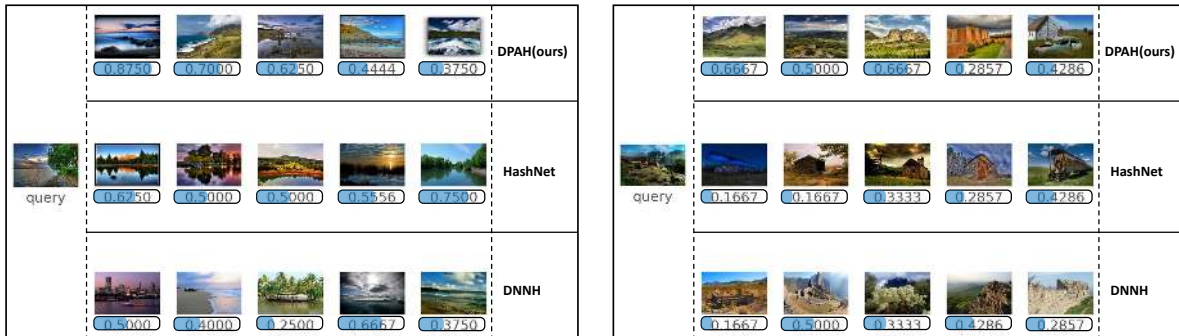 0.8750 0.7000 0.6250 0.4444 0.3750 DPAH(ours)
query
0.6250 0.5000 0.5000 0.5556 0.7500 HashNet
0.5000 0.4000 0.2500 0.6667 0.3750 DNNH
0.6667 0.5000 0.6667 0.2857 0.4286 DPAH(ours)
query
0.1667 0.1667 0.3333 0.2857 0.4286 HashNet
0.1667 0.5000 0.3333 0.4286 0.2857 DNNH